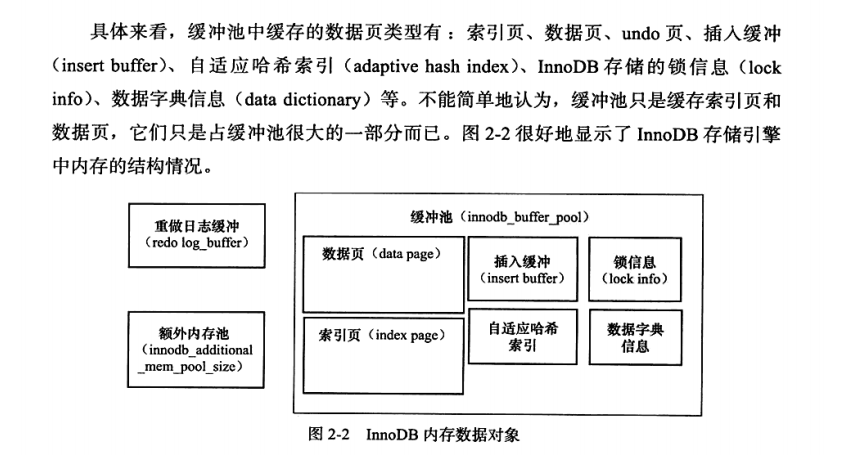 具体来看，缓冲池中缓存的数据页类型有：索引页、数据页、undo 页、插入缓冲
（insert buffer）、自适应哈希索引（adaptive hash index）、InnoDB 存储的锁信息（lock
info）、数据字典信息（data dictionary）等。不能简单地认为，缓冲池只是缓存索引页和
数据页，它们只是占缓冲池很大的一部分而已。图 2-2 很好地显示了 InnoDB 存储引擎
中内存的结构情况。
重做日志缓冲
（redo log_buffer）
额外内存池
（innodb_additional
_mem_pool_size）
缓冲池（innodb_buffer_pool）
数据页（data page）
插入缓冲
（insert buffer）
锁信息
（lock info）
索引页（index page）
自适应哈希
索引
数据字典
信息
图 2-2 InnoDB 内存数据对象